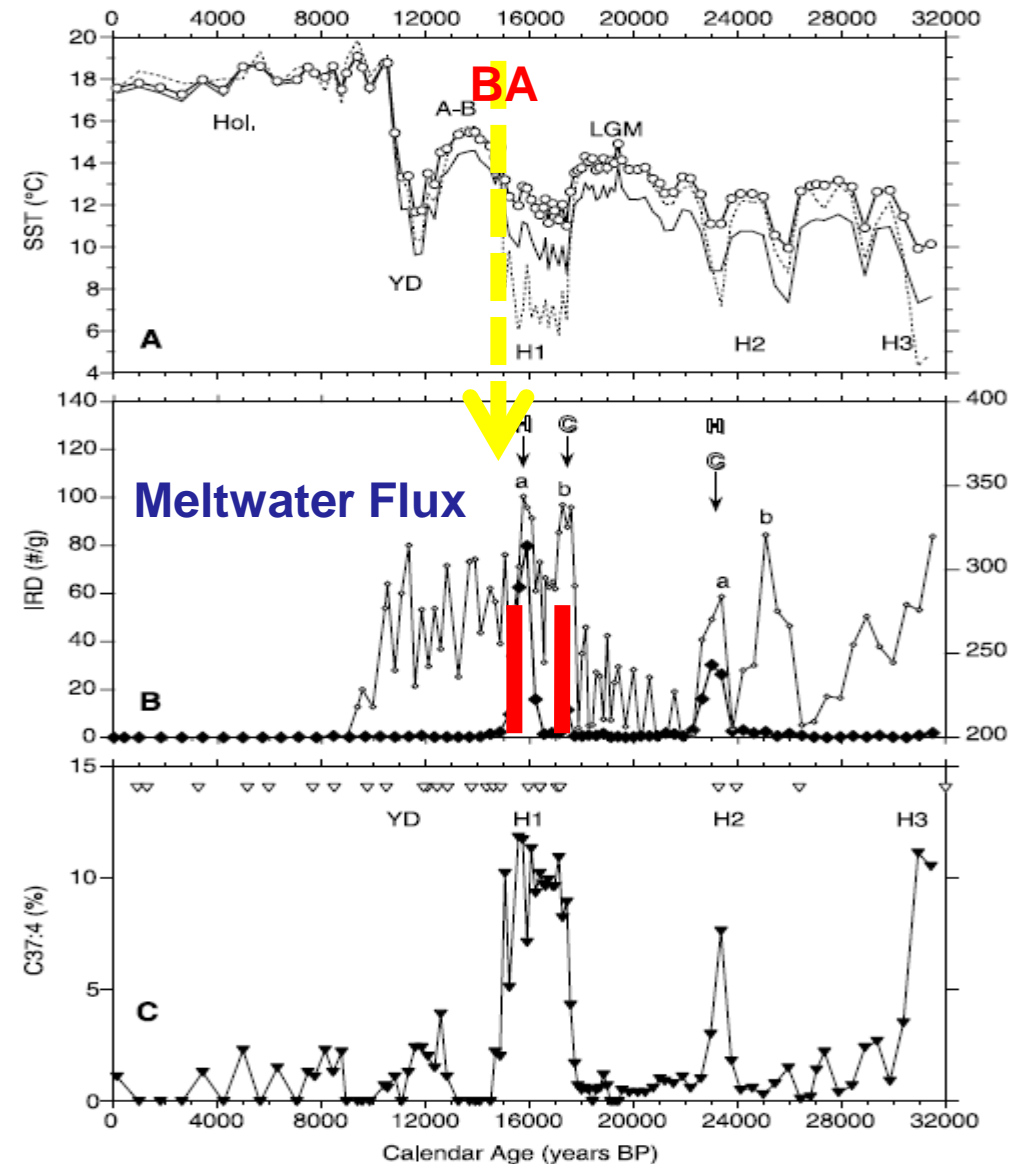 0 4000 8000 12000 16000 20000 24000 28000 32000
20
18
16
14
12
10
8
6
4
SST (°C)
BA
A-B
LGM
Hol.
YD
H1
H2
H3
A
140
120
100
80
60
40
20
0
IRD (#/g)
400
350
300
250
200
H C H
C
a b b
a
Meltwater Flux
B
15
10
5
0
C37:4 (%)
YD H1 H2 H3
C
0 4000 8000 12000 16000 20000 24000 28000 32000
Calendar Age (years BP)